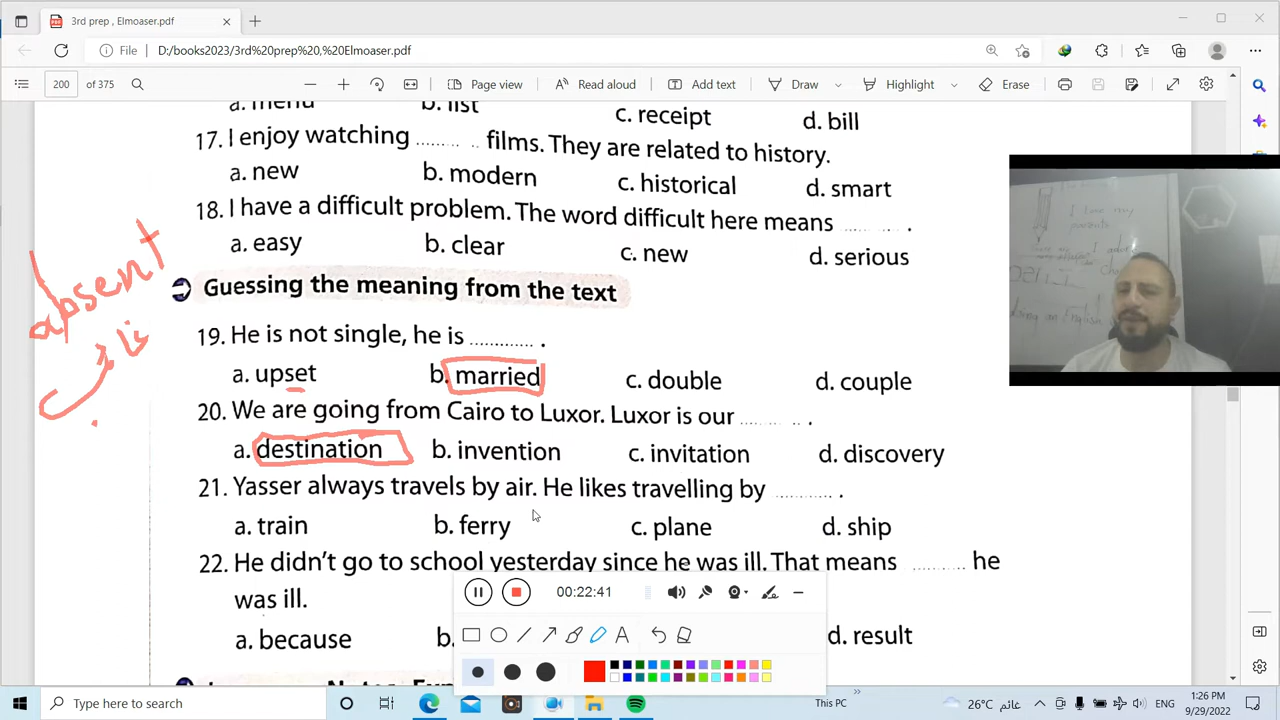 3rd prep , Elmoaser.pdf
File D:/books2023/3rd%20prep%20,%20Elmoaser.pdf
200 of 375 Page view Read aloud Add text Draw Highlight Erase
a. menu b. list c. receipt d. bill
17. I enjoy watching ............ films. They are related to history.
a. new b. modern c. historical d. smart
18. I have a difficult problem. The word difficult here means ............ .
a. easy b. clear c. new d. serious
absent
Guessing the meaning from the text
19. He is not single, he is ............ .
a. upset b. married c. double d. couple
20. We are going from Cairo to Luxor. Luxor is our ............ .
a. destination b. invention c. invitation d. discovery
21. Yasser always travels by air. He likes travelling by ............ .
a. train b. ferry c. plane d. ship
22. He didn't go to school yesterday since he was ill. That means ............ he
was ill.
a. because b. d. result
I love my
parents
00:22:41
A
Type here to search
This PC
26°C غائم
1:26 PM
9/29/2022